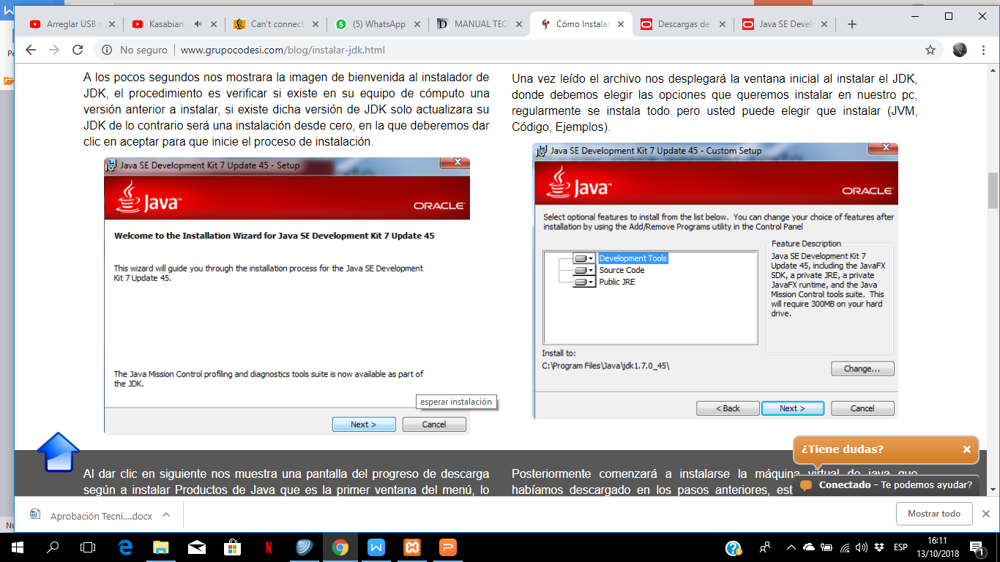 Arreglar USB c
Kasabian
Can't connect
(5) WhatsApp
MANUAL TEC
Cómo Instalar
Descargas de
Java SE Devel
No seguro
www.grupocodesi.com/blog/instalar-jdk.html
A los pocos segundos nos mostrara la imagen de bienvenida al instalador de
JDK, el procedimiento es verificar si existe en su equipo de cómputo una
versión anterior a instalar, si existe dicha versión de JDK solo actualizara su
JDK de lo contrario será una instalación desde cero, en la que deberemos dar
clic en aceptar para que inicie el proceso de instalación.
Java SE Development Kit 7 Update 45 - Setup
Java™
ORACLE
Welcome to the Installation Wizard for Java SE Development Kit 7 Update 45
This wizard will guide you through the installation process for the Java SE Development
Kit 7 Update 45.
The Java Mission Control profiling and diagnostics tools suite is now available as part of
the JDK.
esperar instalación
Next >
Cancel
Una vez leído el archivo nos desplegará la ventana inicial al instalar el JDK,
donde debemos elegir las opciones que queremos instalar en nuestro pc,
regularmente se instala todo pero usted puede elegir que instalar (JVM,
Código, Ejemplos).
Java SE Development Kit 7 Update 45 - Custom Setup
Java™
ORACLE
Select optional features to install from the list below. You can change your choice of features after
installation by using the Add/Remove Programs utility in the Control Panel
Development Tools
Source Code
Public JRE
Feature Description
Java SE Development Kit 7
Update 45, including the JavaFX
SDK, a private JRE, a private
JavaFX runtime, and the Java
Mission Control tools suite. This
will require 300MB on your hard
drive.
Install to:
C:\Program Files\Java\jdk1.7.0_45\
Change...
< Back
Next >
Cancel
Al dar clic en siguiente nos muestra una pantalla del progreso de descarga
según a instalar Productos de Java que es la primer ventana del menú, lo
Posteriormente comenzará a instalarse la máquina virtual de java que
habíamos descargado en los pasos anteriores, est
¿Tiene dudas?
Conectado - Te podemos ayudar?
Aprobación Tecni....docx
Mostrar todo
ESP
16:11
13/10/2018
1